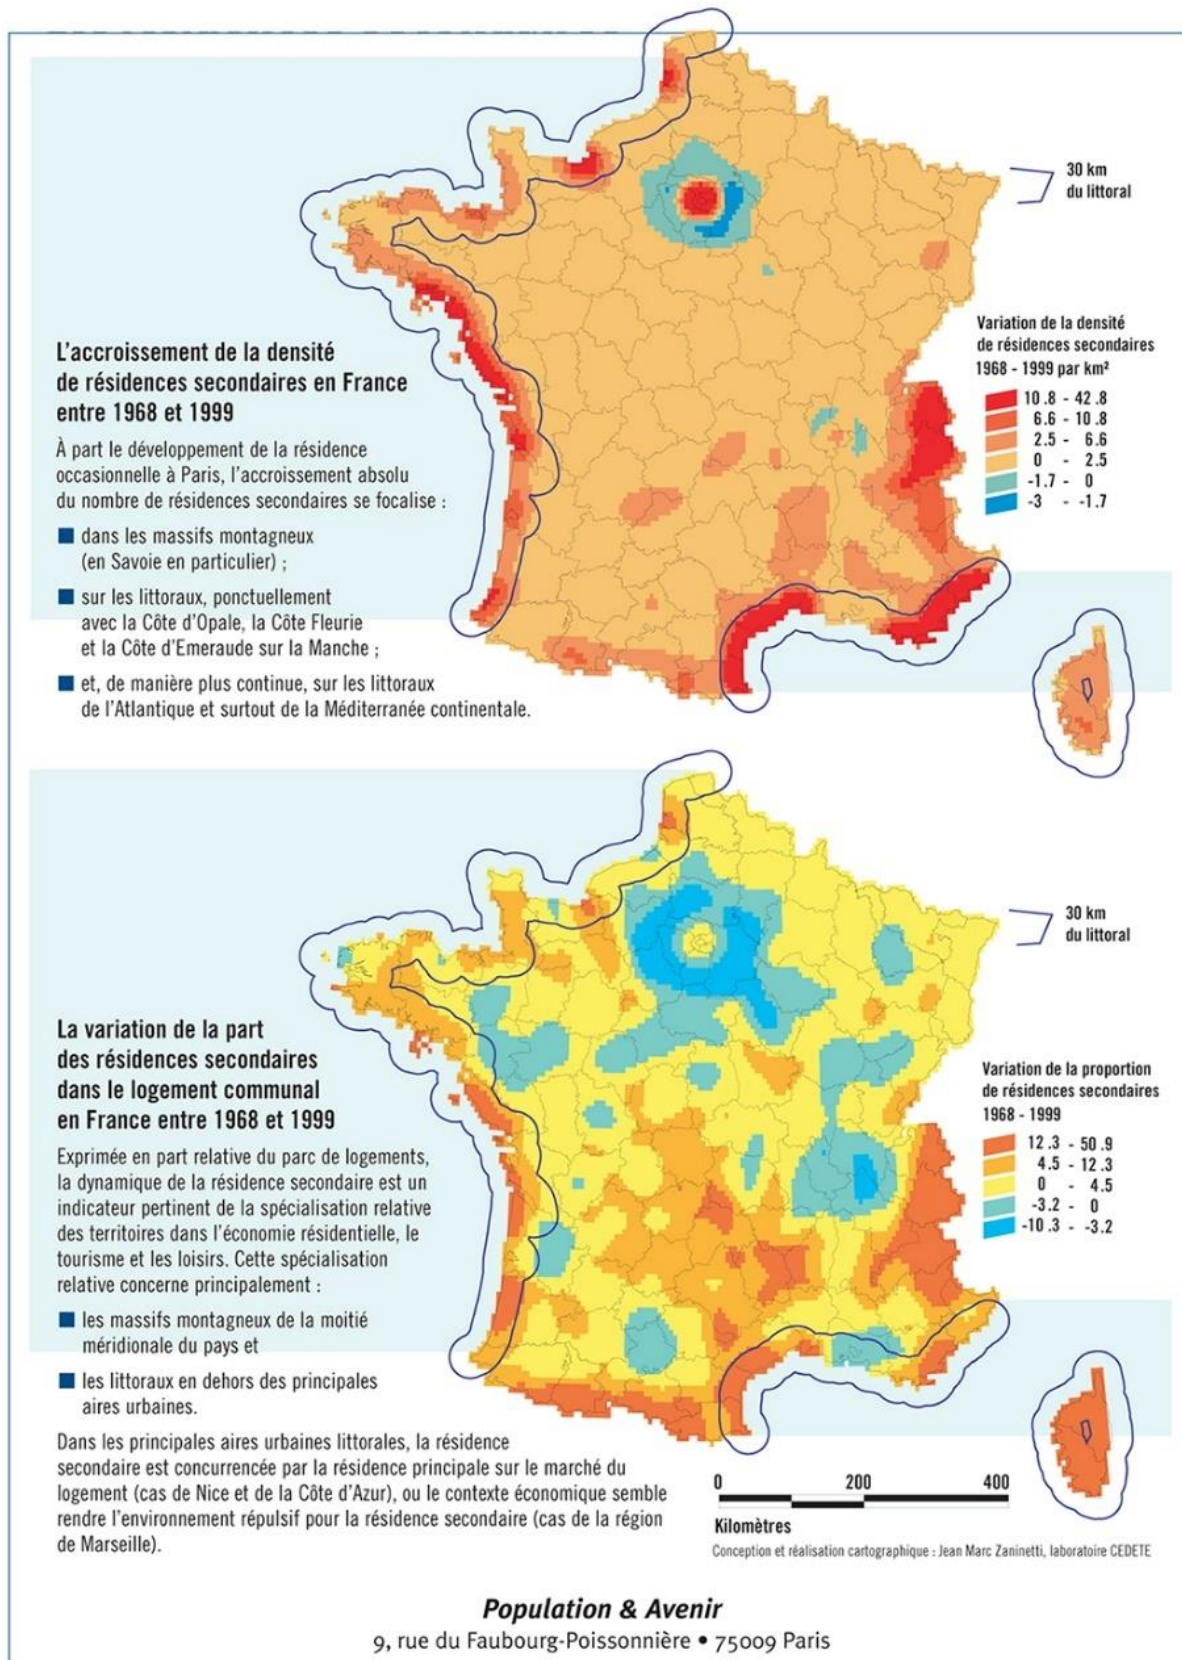 30 km
du littoral
L'accroissement de la densité
de résidences secondaires en France
entre 1968 et 1999
À part le développement de la résidence
occasionnelle à Paris, l'accroissement absolu
du nombre de résidences secondaires se focalise :
dans les massifs montagneux
(en Savoie en particulier) ;
sur les littoraux, ponctuellement
avec la Côte d'Opale, la Côte Fleurie
et la Côte d'Emeraude sur la Manche ;
et, de manière plus continue, sur les littoraux
de l'Atlantique et surtout de la Méditerranée continentale.
Variation de la densité
de résidences secondaires
1968 - 1999 par km²
10.8 - 42.8
6.6 - 10.8
2.5 - 6.6
0 - 2.5
-1.7 - 0
-3 - -1.7
30 km
du littoral
La variation de la part
des résidences secondaires
dans le logement communal
en France entre 1968 et 1999
Exprimée en part relative du parc de logements,
la dynamique de la résidence secondaire est un
indicateur pertinent de la spécialisation relative
des territoires dans l'économie résidentielle, le
tourisme et les loisirs. Cette spécialisation
relative concerne principalement :
les massifs montagneux de la moitié
méridionale du pays et
les littoraux en dehors des principales
aires urbaines.
Dans les principales aires urbaines littorales, la résidence
secondaire est concurrencée par la résidence principale sur le marché du
logement (cas de Nice et de la Côte d'Azur), ou le contexte économique semble
rendre l'environnement répulsif pour la résidence secondaire (cas de la région
de Marseille).
Variation de la proportion
de résidences secondaires
1968 - 1999
12.3 - 50.9
4.5 - 12.3
0 - 4.5
-3.2 - 0
-10.3 - -3.2
0 200 400
Kilomètres
Conception et réalisation cartographique : Jean Marc Zaninetti, laboratoire CEDETE
Population & Avenir
9, rue du Faubourg-Poissonnière • 75009 Paris